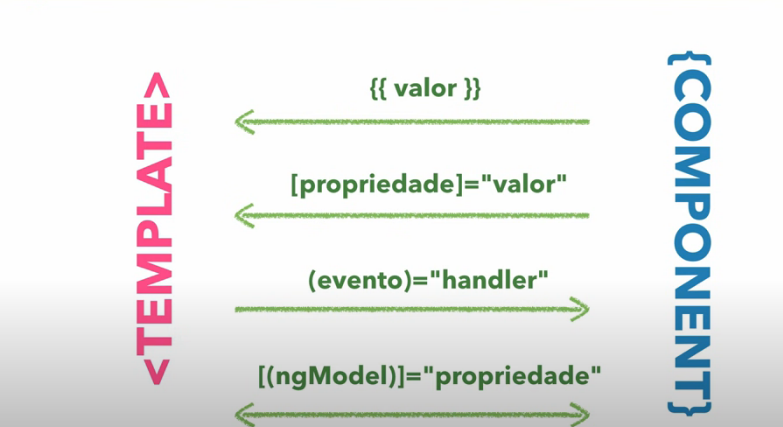 <TEMPLATE>
{{ valor }}
[propriedade]="valor"
(evento)="handler"
[(ngModel)]="propriedade"
{COMPONENT}